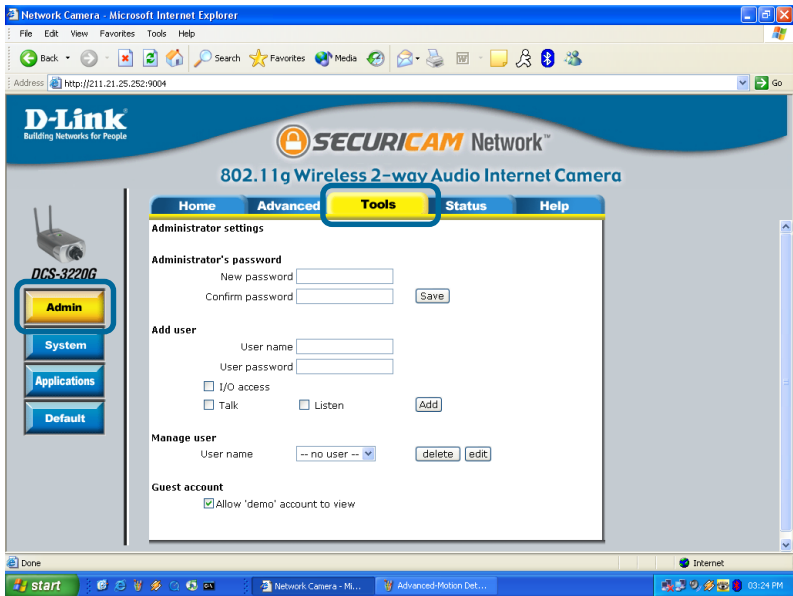 Network Camera - Microsoft Internet Explorer
File Edit View Favorites Tools Help
Back Search Favorites Media
Address http://211.21.25.252:9004 Go
D-Link
Building Networks for People
SECURICAM Network™
802.11g Wireless 2-way Audio Internet Camera
Home Advanced Tools Status Help
DCS-3220G
Admin
System
Applications
Default
Administrator settings
Administrator's password
New password
Confirm password Save
Add user
User name
User password
I/O access
Talk Listen Add
Manage user
User name -- no user -- delete edit
Guest account
Allow 'demo' account to view
Done Internet
start Network Camera - Mi... Advanced-Motion Det... 03:24 PM